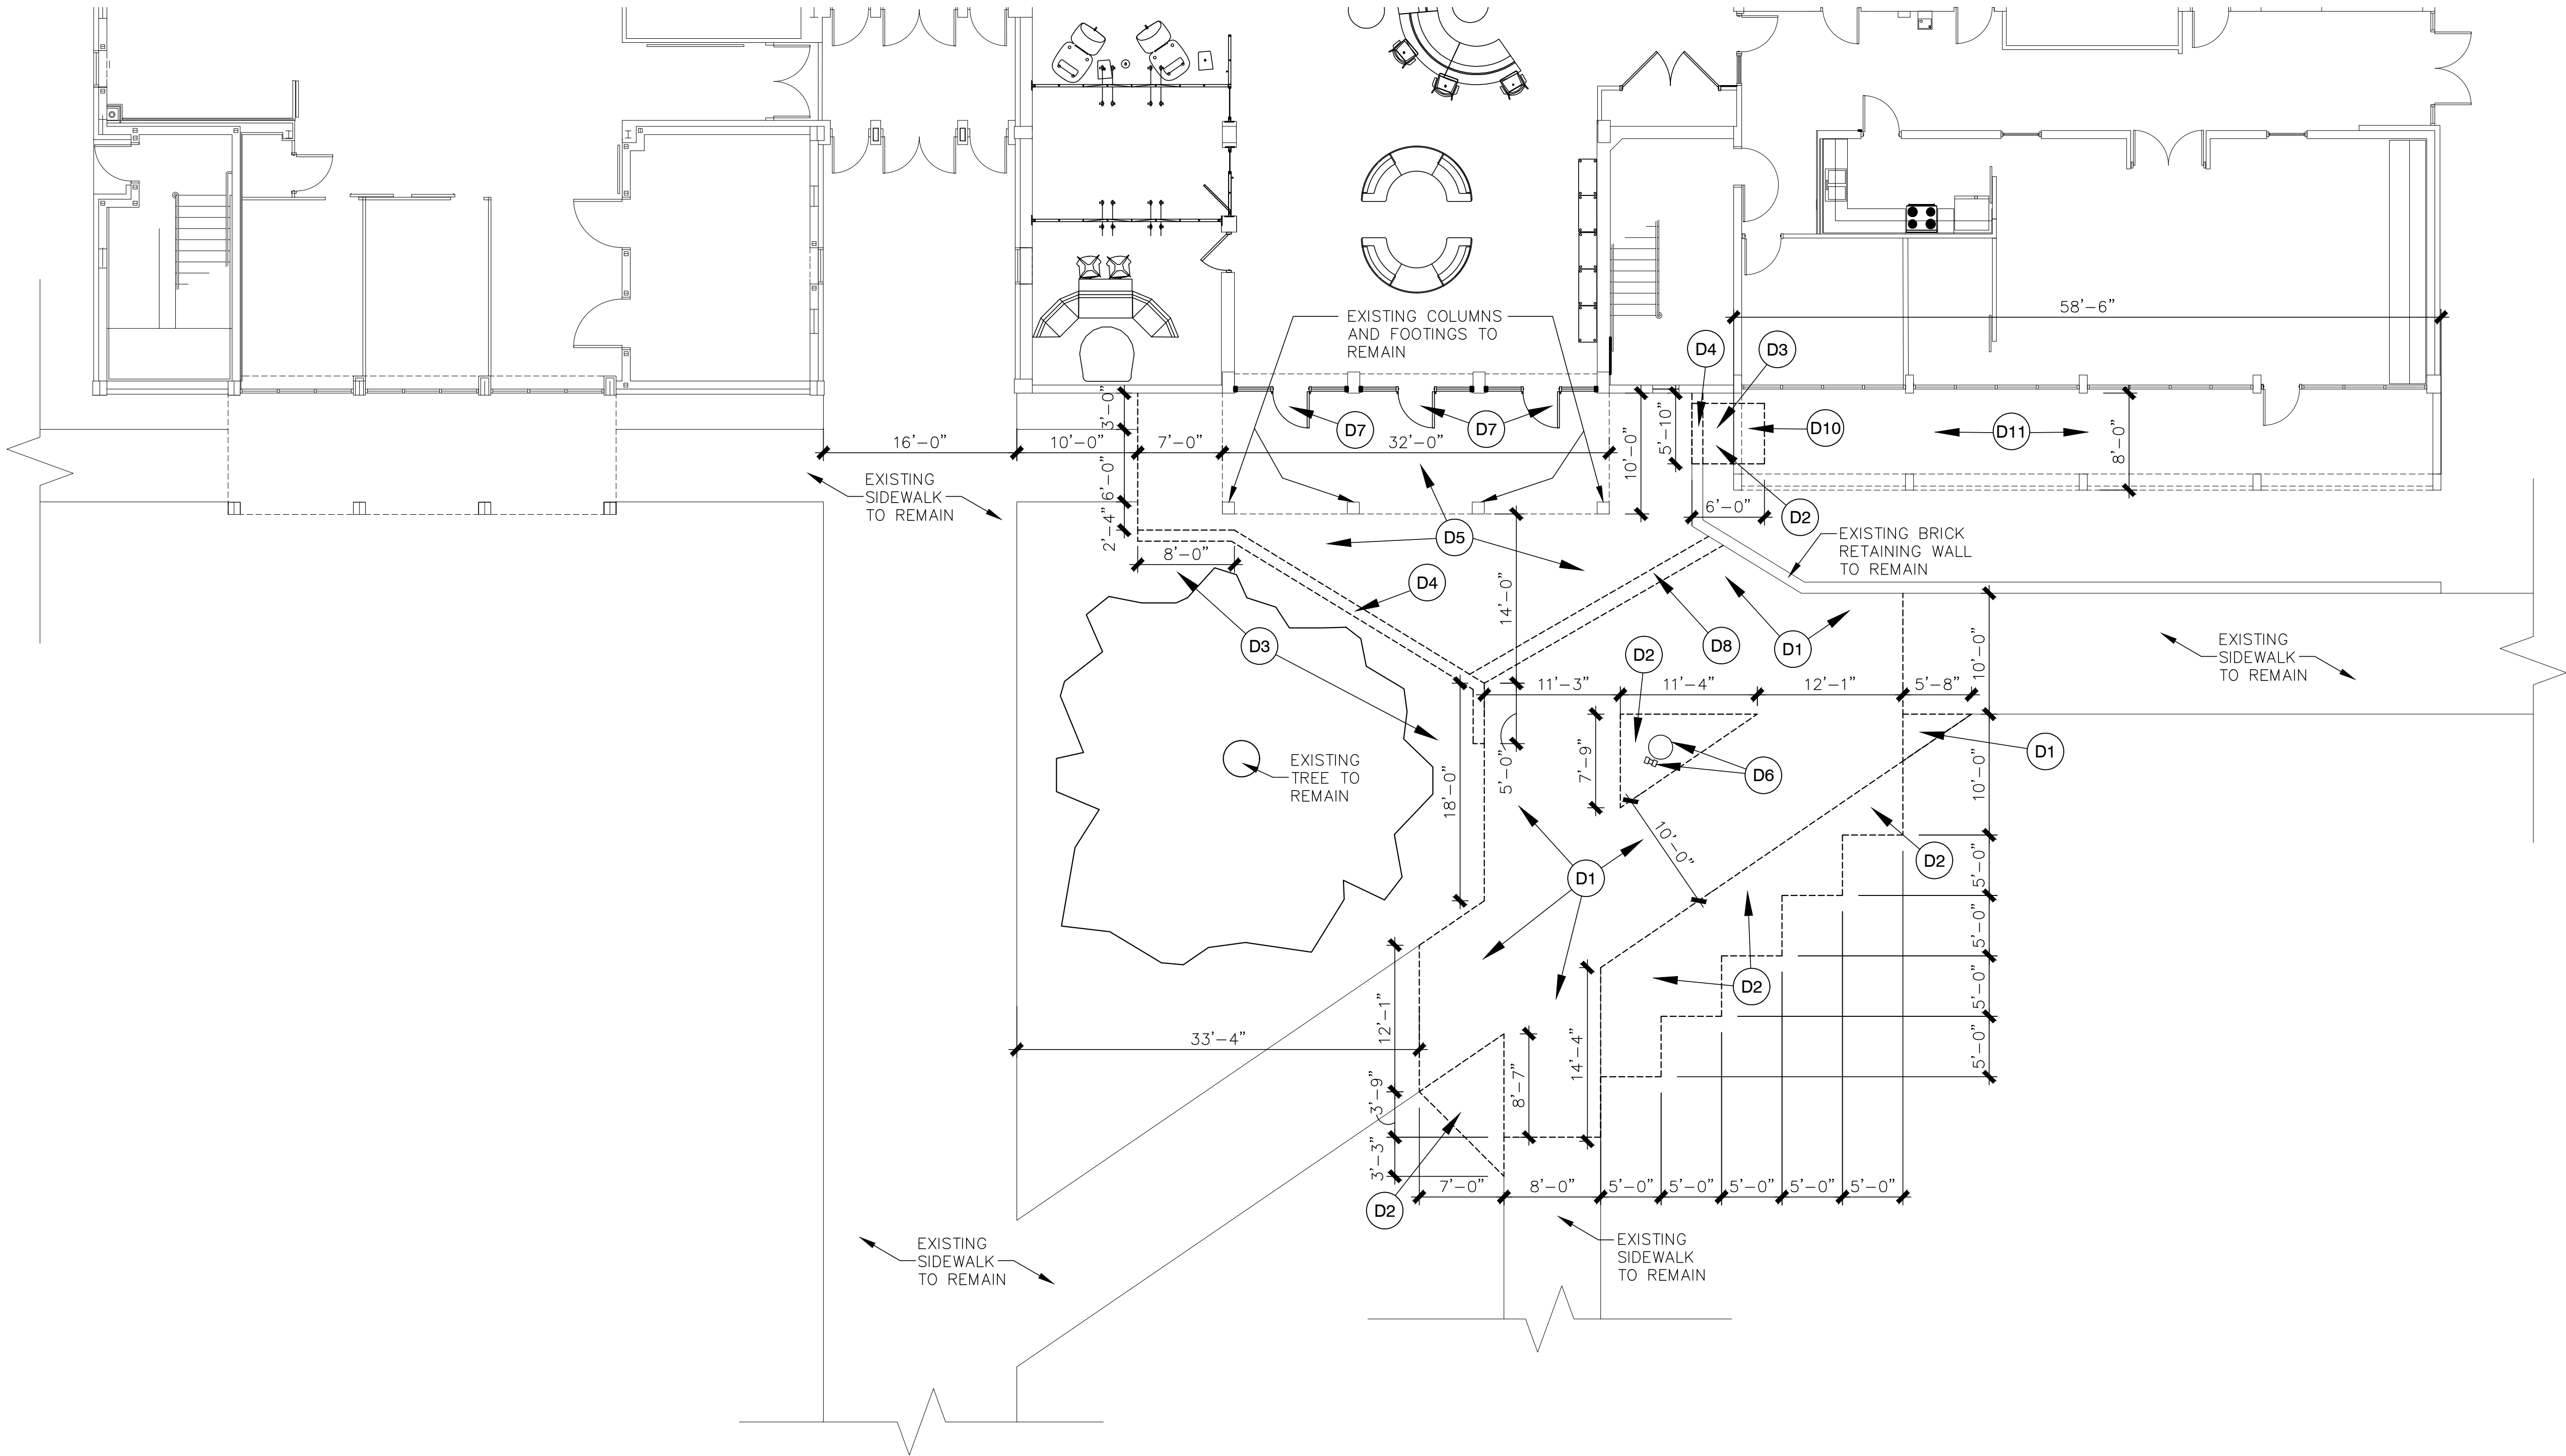 58'-6"
EXISTING COLUMNS
AND FOOTINGS TO
REMAIN
D4
D3
D7
D7
D10
D11
3'-0"
16'-0"
10'-0"
7'-0"
32'-0"
10'-0"
5'-10"
8'-0"
6'-0"
EXISTING
SIDEWALK
TO REMAIN
6'-0"
D2
2'-4"
D5
EXISTING BRICK
RETAINING WALL
TO REMAIN
8'-0"
D4
14'-0"
D3
D2
D8
D1
10'-0"
EXISTING
SIDEWALK
TO REMAIN
11'-3"
11'-4"
12'-1"
5'-8"
EXISTING
TREE TO
REMAIN
18'-0"
5'-0"
7'-9"
D6
D1
10'-0"
10'-0"
D2
D1
5'-0"
5'-0"
D2
5'-0"
5'-0"
33'-4"
12'-1"
14'-4"
3'-9"
8'-7"
3'-3"
7'-0"
8'-0"
5'-0"
5'-0"
5'-0"
5'-0"
5'-0"
D2
EXISTING
SIDEWALK
TO REMAIN
EXISTING
SIDEWALK
TO REMAIN